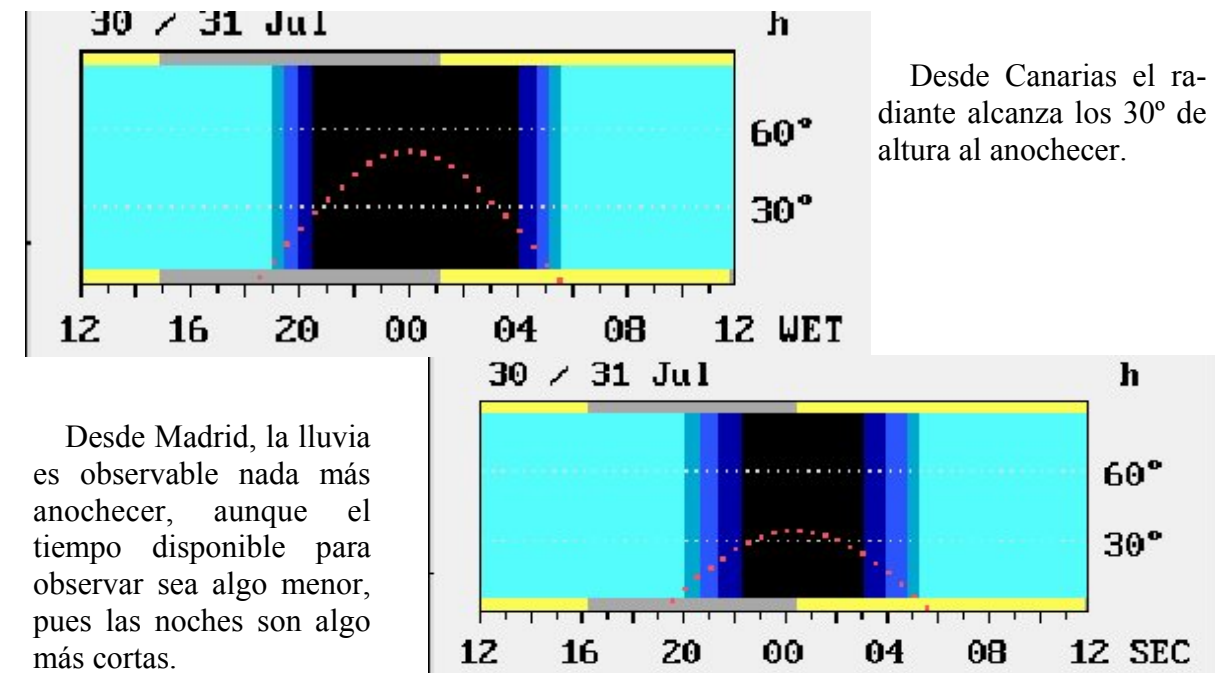 30 / 31 Jul h
60°
30°
12 16 20 00 04 08 12 WET
Desde Canarias el ra-
diante alcanza los 30º de
altura al anochecer.
30 / 31 Jul h
60°
30°
12 16 20 00 04 08 12 SEC
Desde Madrid, la lluvia
es observable nada más
anochecer, aunque el
tiempo disponible para
observar sea algo menor,
pues las noches son algo
más cortas.